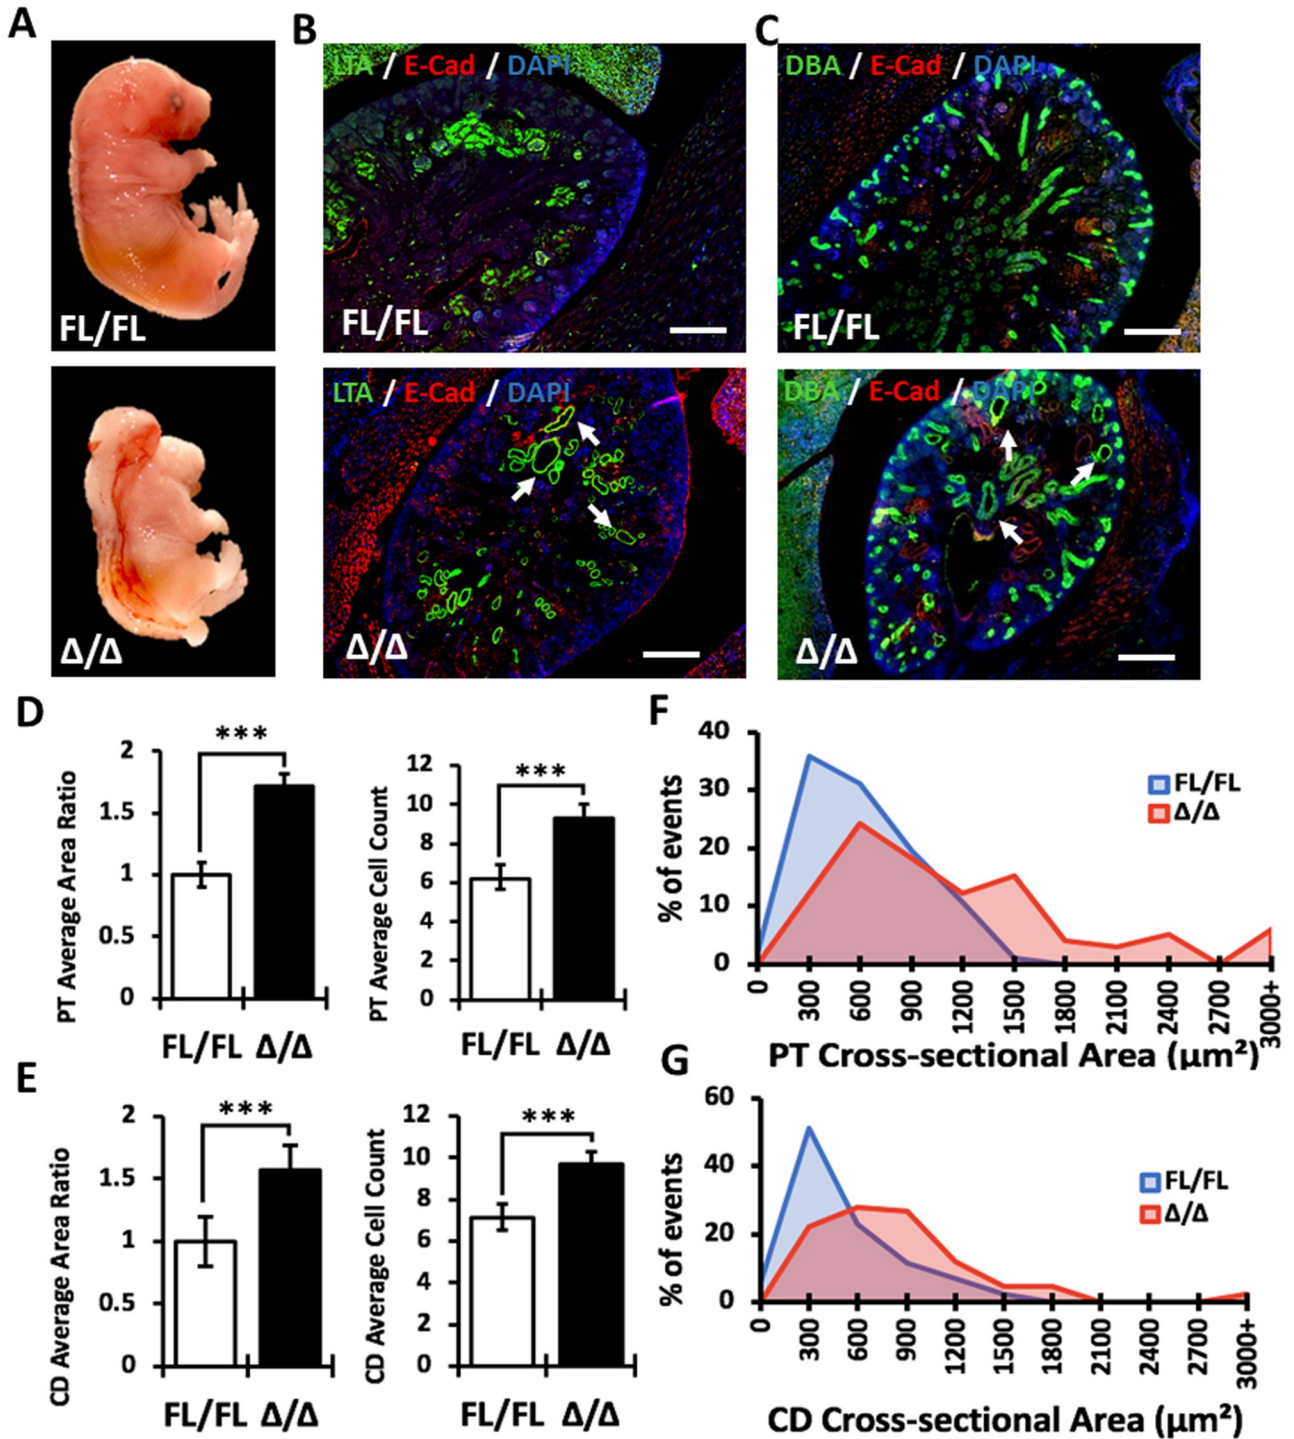 A
FL/FL
Δ/Δ
B
LTA / E-Cad / DAPI
FL/FL
LTA / E-Cad / DAPI
Δ/Δ
C
DBA / E-Cad / DAPI
FL/FL
DBA / E-Cad / DAPI
Δ/Δ
D
PT Average Area Ratio
2
1.5
1
0.5
0
***
FL/FL Δ/Δ
PT Average Cell Count
12
10
8
6
4
2
0
***
FL/FL Δ/Δ
E
CD Average Area Ratio
2
1.5
1
0.5
0
***
FL/FL Δ/Δ
CD Average Cell Count
12
10
8
6
4
2
0
***
FL/FL Δ/Δ
F
% of events
40
30
20
10
0
FL/FL
Δ/Δ
0 300 600 900 1200 1500 1800 2100 2400 2700 3000+
PT Cross-sectional Area (µm²)
G
% of events
60
40
20
0
FL/FL
Δ/Δ
0 300 600 900 1200 1500 1800 2100 2400 2700 3000+
CD Cross-sectional Area (µm²)